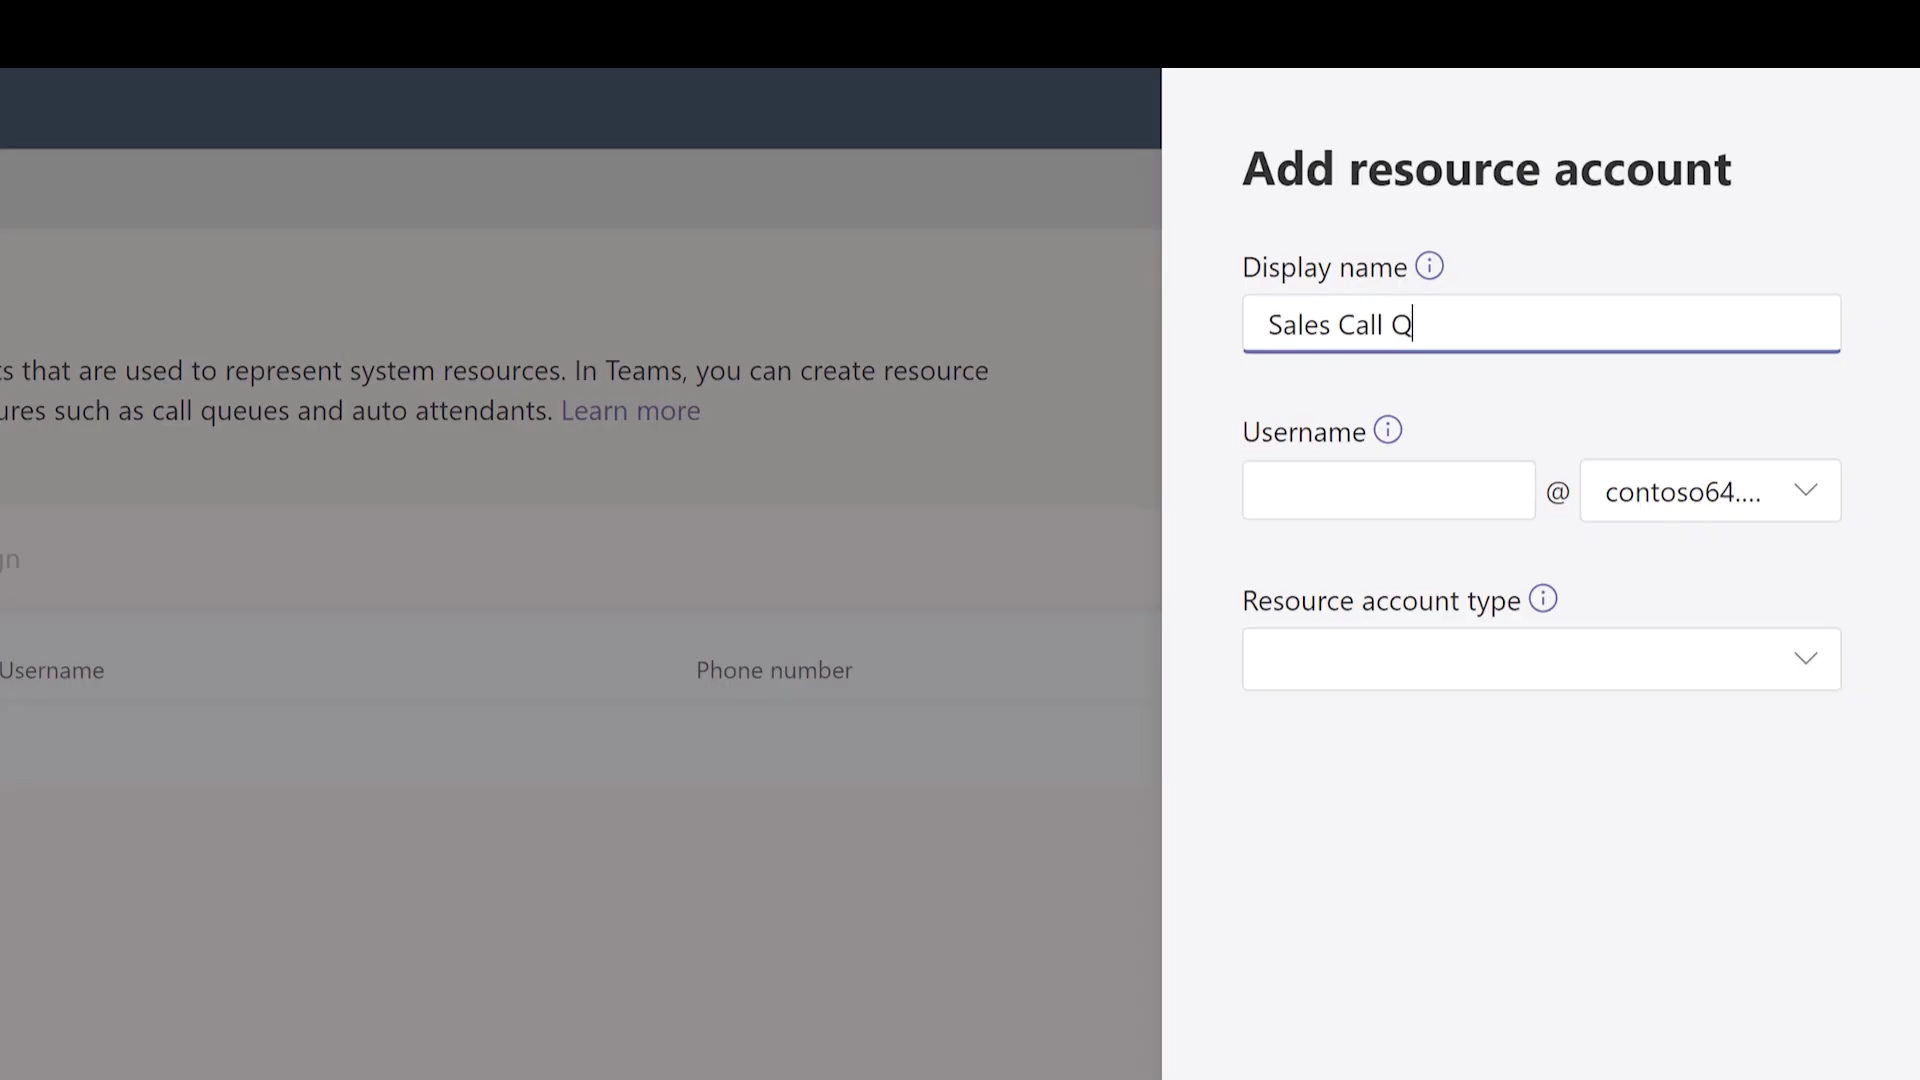 Add resource account
Display name
Sales Call Q
Username
@ contoso64....
Resource account type
that are used to represent system resources. In Teams, you can create resource
such as call queues and auto attendants. Learn more
Username Phone number